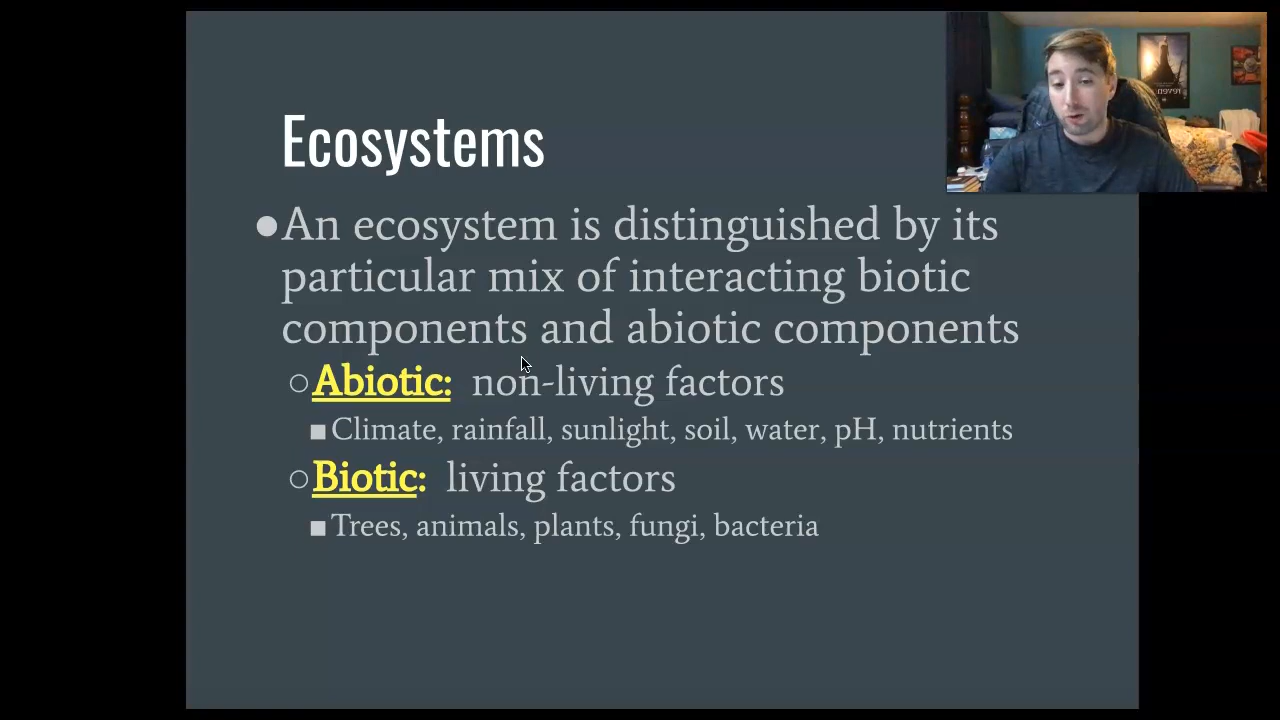 Ecosystems
●An ecosystem is distinguished by its
particular mix of interacting biotic
components and abiotic components
○Abiotic: non-living factors
■Climate, rainfall, sunlight, soil, water, pH, nutrients
○Biotic: living factors
■Trees, animals, plants, fungi, bacteria